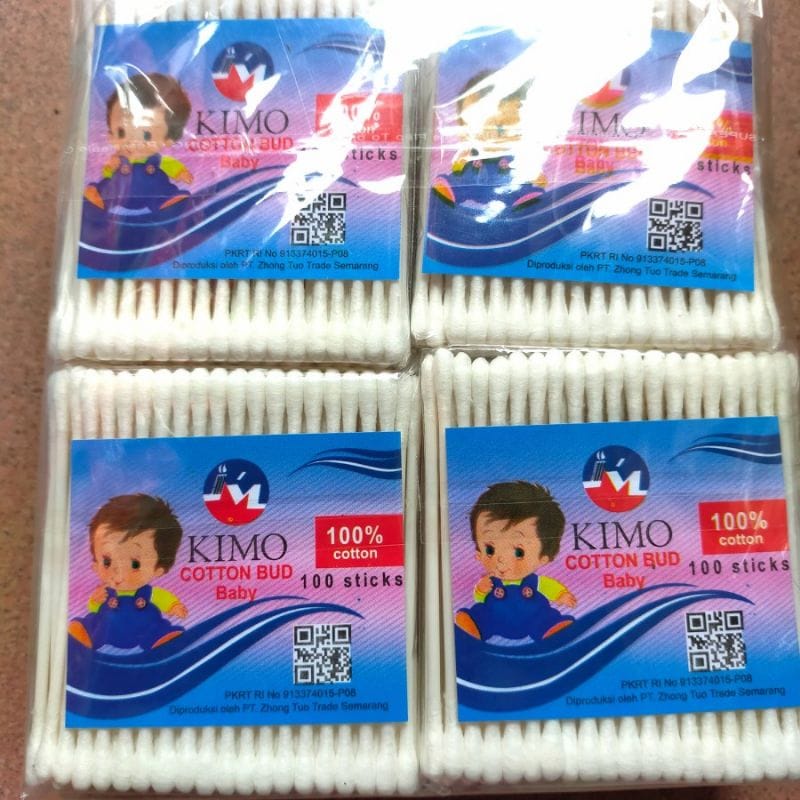 KIMO
COTTON BUD
Baby
100%
sticks
PKRT RI No 913374015-P08
Diproduksi oleh PT. Zhong Tuo Trade Semarang
IMO
COTTON BUD
Baby
cotton
sticks
PKRT RI No 913374015-P08
Diproduksi oleh PT. Zhong Tuo Trade Semarang
KIMO
COTTON BUD
Baby
100%
cotton
100 sticks
PKRT RI No 913374015-P08
Diproduksi oleh PT. Zhong Tuo Trade Semarang
KIMO
COTTON BUD
Baby
100%
cotton
100 sticks
PKRT RI No 913374015-P08
Diproduksi oleh PT. Zhong Tuo Trade Semarang